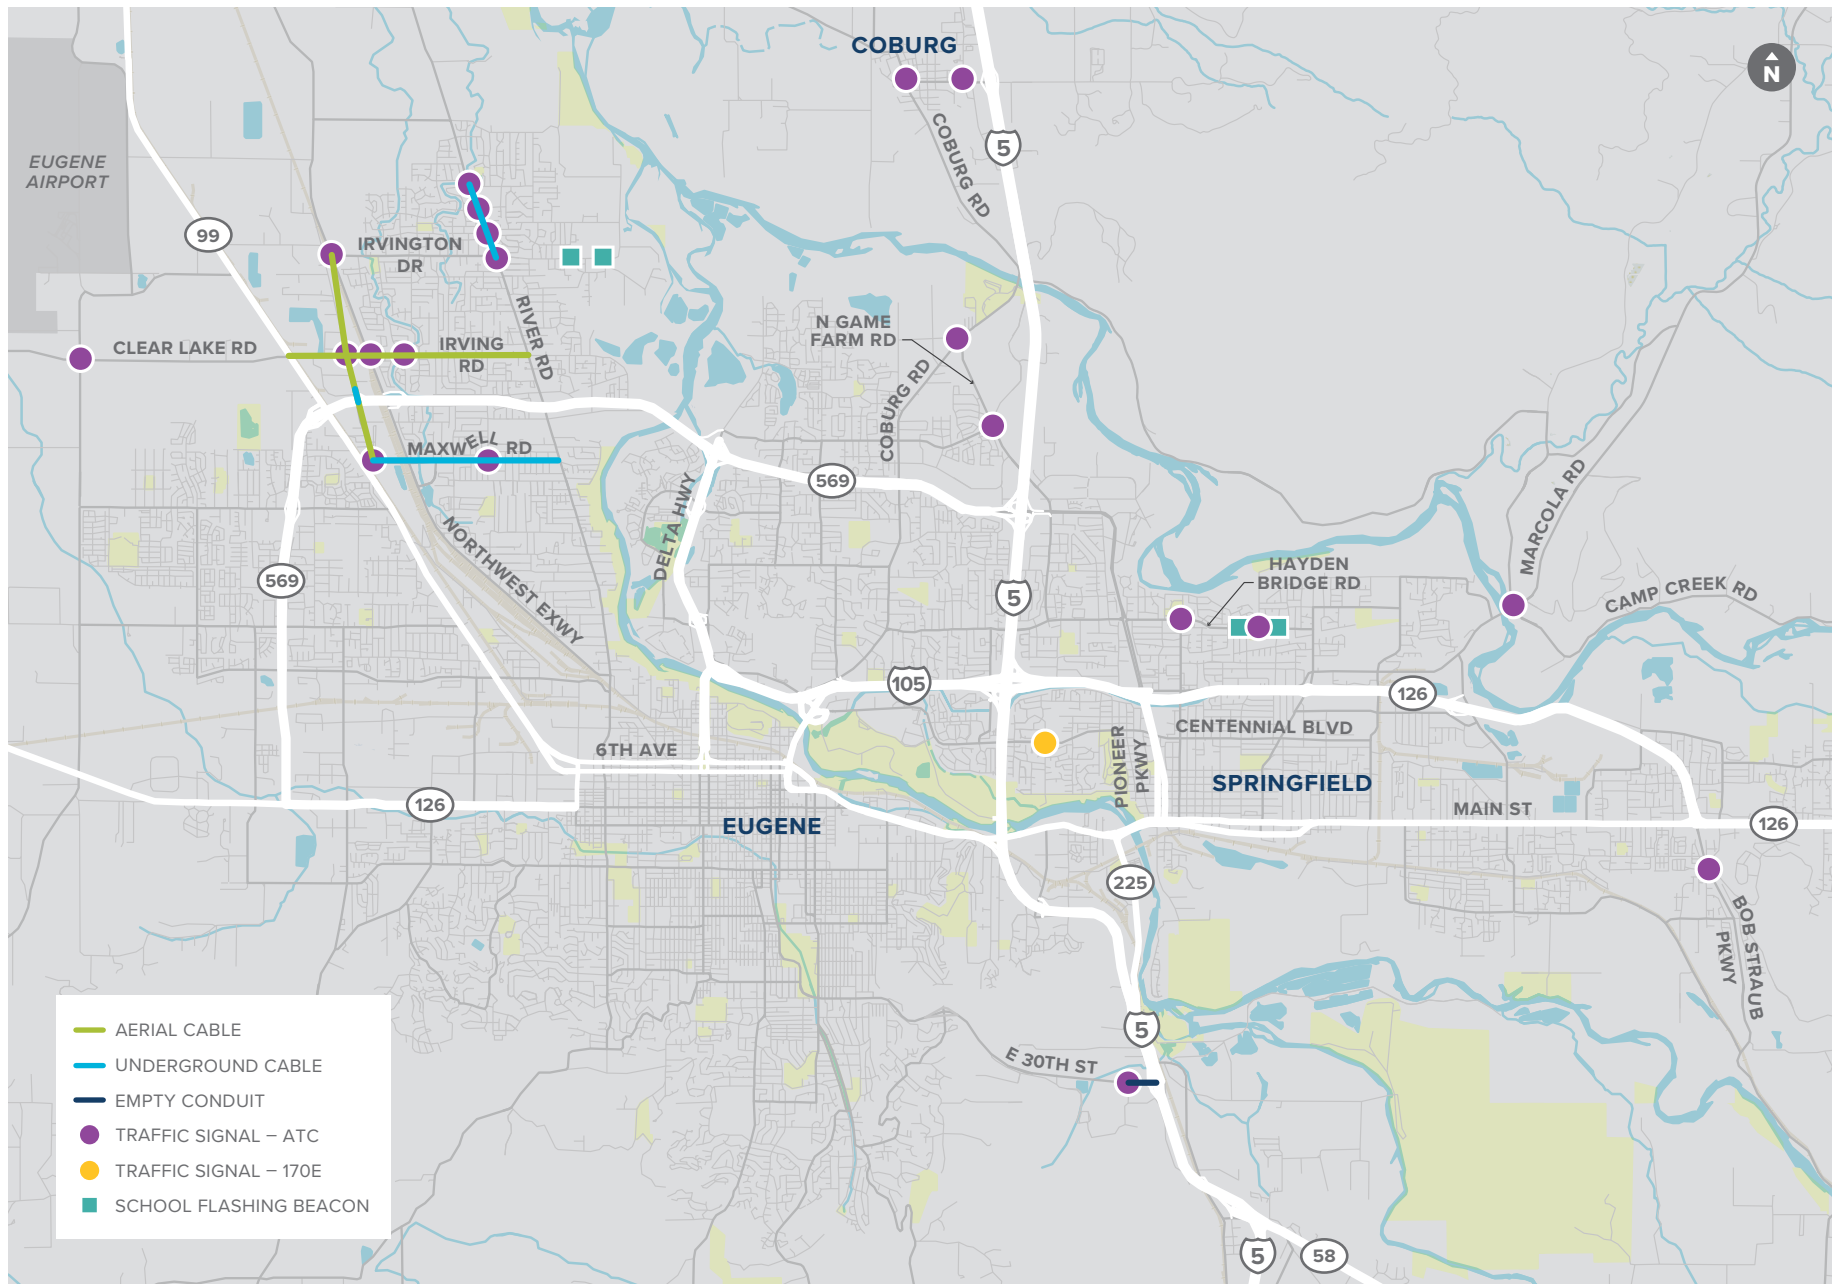 COBURG
N
5
COBURG RD
EUGENE
AIRPORT
99
IRVINGTON
DR
RIVER RD
N GAME
FARM RD
CLEAR LAKE RD
IRVING
RD
COBURG RD
MAXWELL RD
569
DELTA HWY
MARCOLA RD
NORTHWEST EXWY
569
5
HAYDEN
BRIDGE RD
CAMP CREEK RD
105
126
CENTENNIAL BLVD
6TH AVE
PIONEER
PKWY
SPRINGFIELD
126
MAIN ST
126
EUGENE
225
BOB STRAUB
PKWY
5
E 30TH ST
AERIAL CABLE
UNDERGROUND CABLE
EMPTY CONDUIT
TRAFFIC SIGNAL – ATC
TRAFFIC SIGNAL – 170E
SCHOOL FLASHING BEACON
5
58